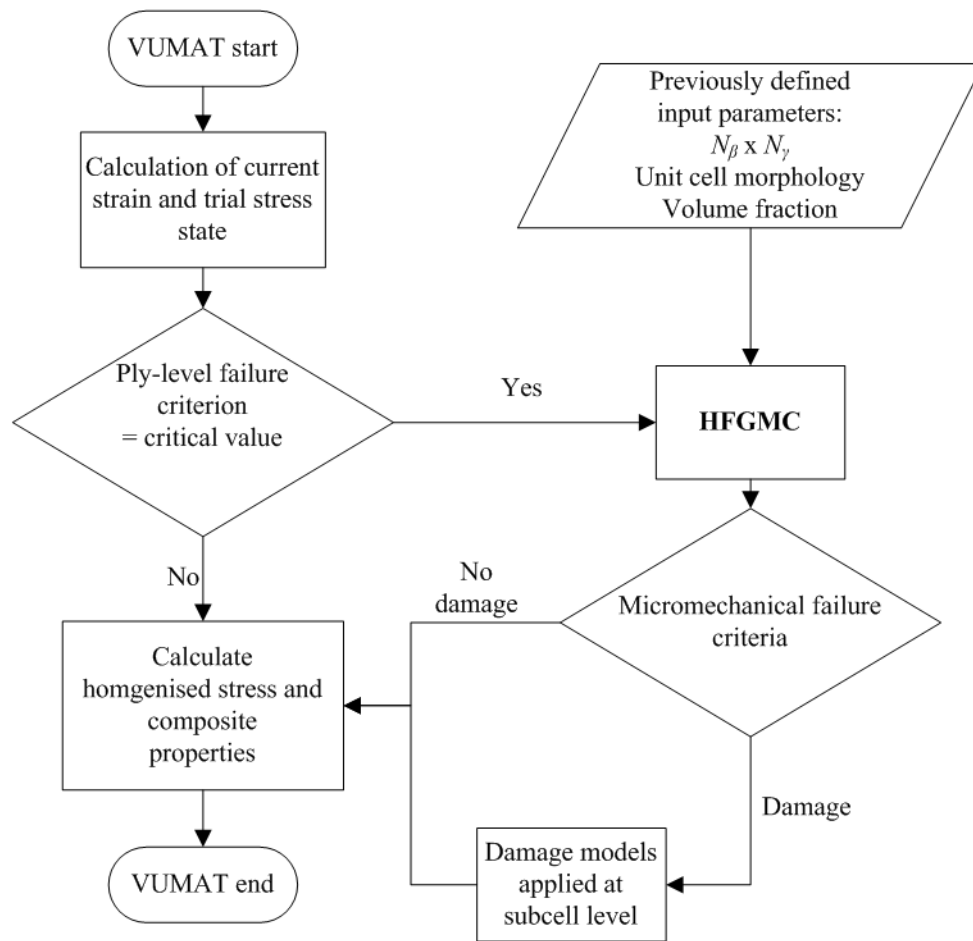 VUMAT start
Calculation of current
strain and trial stress
state
Ply-level failure
criterion
= critical value
Yes
No
Previously defined
input parameters:
Nβ x Nγ
Unit cell morphology
Volume fraction
HFGMC
Micromechanical failure
criteria
No
damage
Damage
Damage models
applied at
subcell level
Calculate
homgenised stress and
composite
properties
VUMAT end